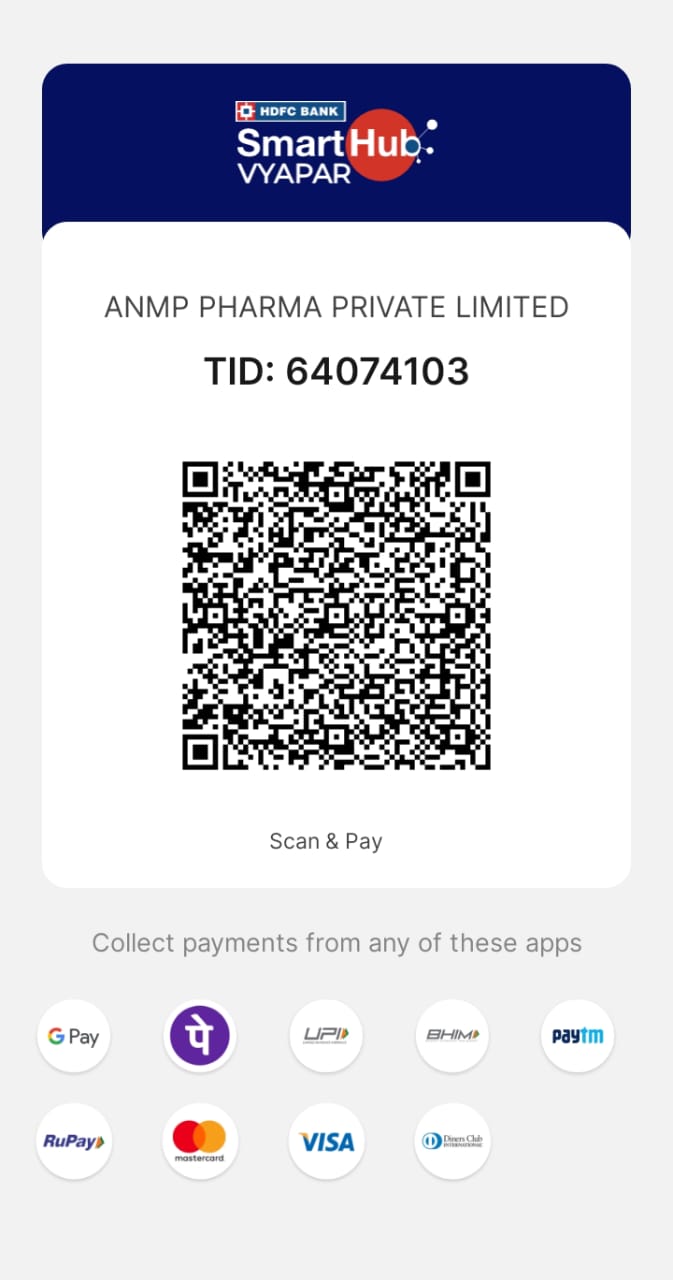 HDFC BANK
SmartHub
VYAPAR
ANMP PHARMA PRIVATE LIMITED
TID: 64074103
Scan & Pay
Collect payments from any of these apps
G Pay
पे
UPI
BHIM
paytm
RuPay
mastercard
VISA
Diners Club
INTERNATIONAL